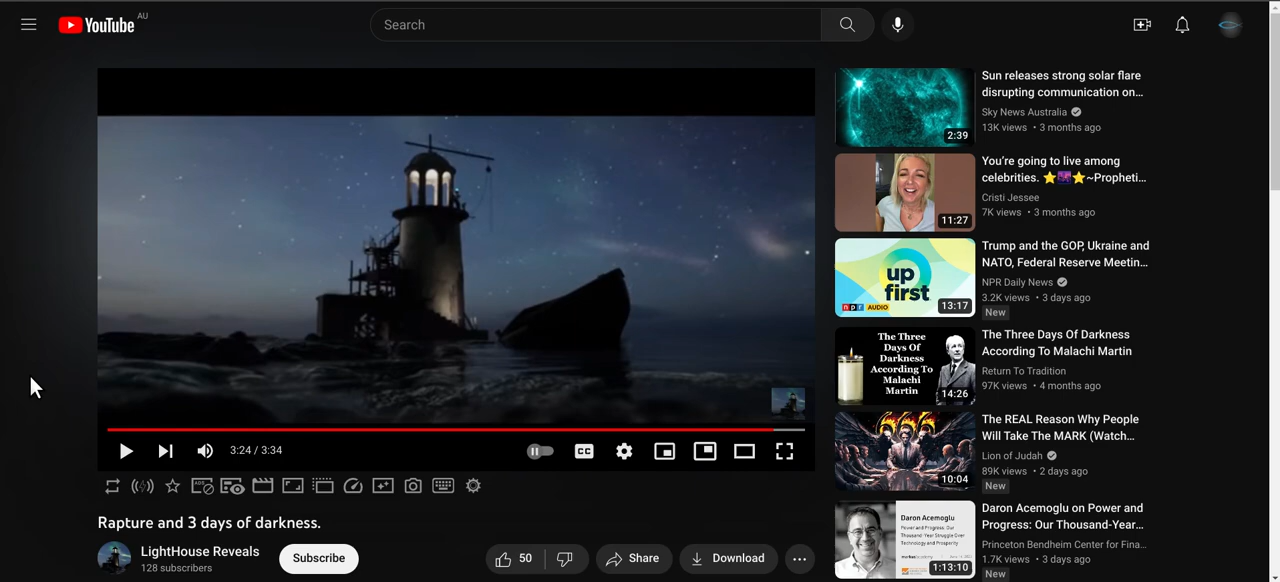 YouTube AU
Search
Sun releases strong solar flare
disrupting communication on...
Sky News Australia
13K views • 3 months ago
2:39
You're going to live among
celebrities. ⭐🌌⭐~Propheti...
Cristi Jessee
7K views • 3 months ago
11:27
Trump and the GOP, Ukraine and
NATO, Federal Reserve Meetin...
NPR Daily News
3.2K views • 3 days ago
New
up
first
npr AUDIO
13:17
The Three Days Of Darkness
According To Malachi Martin
Return To Tradition
97K views • 4 months ago
The Three
Days Of
Darkness
According To
Malachi
Martin
14:26
The REAL Reason Why People
Will Take The MARK (Watch...
Lion of Judah
89K views • 2 days ago
New
10:04
Daron Acemoglu on Power and
Progress: Our Thousand-Year...
Princeton Bendheim Center for Fina...
1.7K views • 3 days ago
New
Daron Acemoglu
1:13:10
3:24 / 3:34
CC
Rapture and 3 days of darkness.
LightHouse Reveals
128 subscribers
Subscribe
50
Share
Download